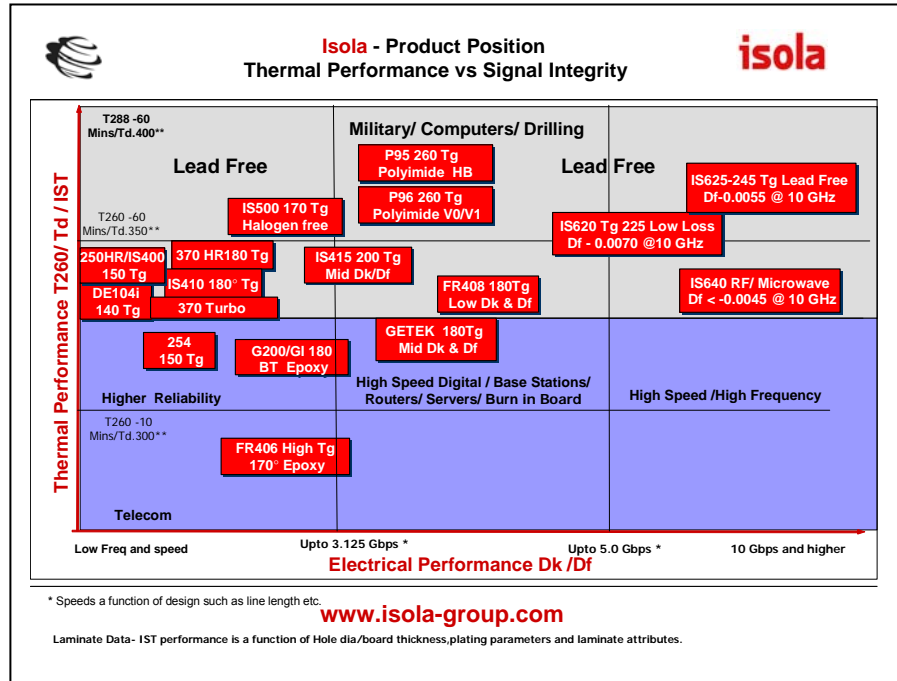 Isola - Product Position
Thermal Performance vs Signal Integrity
isola
T288 -60
Mins/Td.400**
Military/ Computers/ Drilling
Lead Free
Lead Free
P95 260 Tg
Polyimide HB
IS625-245 Tg Lead Free
Df-0.0055 @ 10 GHz
P96 260 Tg
Polyimide V0/V1
IS500 170 Tg
Halogen free
T260 -60
Mins/Td.350**
IS620 Tg 225 Low Loss
Df - 0.0070 @10 GHz
250HR/IS400
150 Tg
370 HR180 Tg
IS415 200 Tg
Mid Dk/Df
IS410 180° Tg
FR408 180Tg
Low Dk & Df
IS640 RF/ Microwave
Df < -0.0045 @ 10 GHz
DE104i
140 Tg
370 Turbo
GETEK 180Tg
Mid Dk & Df
254
150 Tg
G200/GI 180
BT Epoxy
Higher Reliability
High Speed Digital / Base Stations/
Routers/ Servers/ Burn in Board
High Speed /High Frequency
T260 -10
Mins/Td.300**
FR406 High Tg
170° Epoxy
Telecom
Thermal Performance T260/ Td / IST
Low Freq and speed
Upto 3.125 Gbps *
Upto 5.0 Gbps *
10 Gbps and higher
Electrical Performance Dk /Df
* Speeds a function of design such as line length etc.
www.isola-group.com
Laminate Data- IST performance is a function of Hole dia/board thickness,plating parameters and laminate attributes.